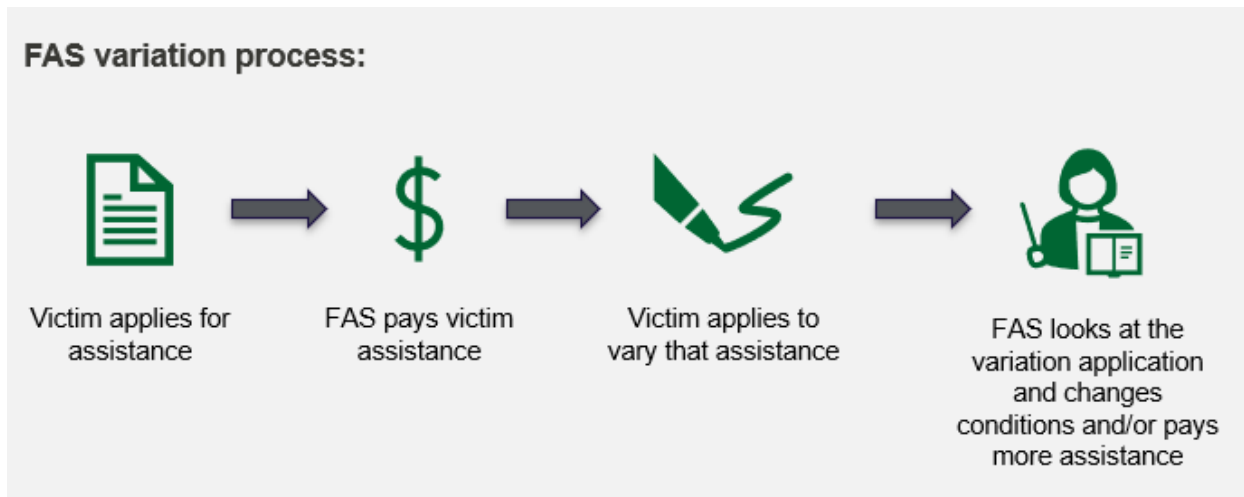 FAS variation process:
Victim applies for
assistance
FAS pays victim
assistance
Victim applies to
vary that assistance
FAS looks at the
variation application
and changes
conditions and/or pays
more assistance